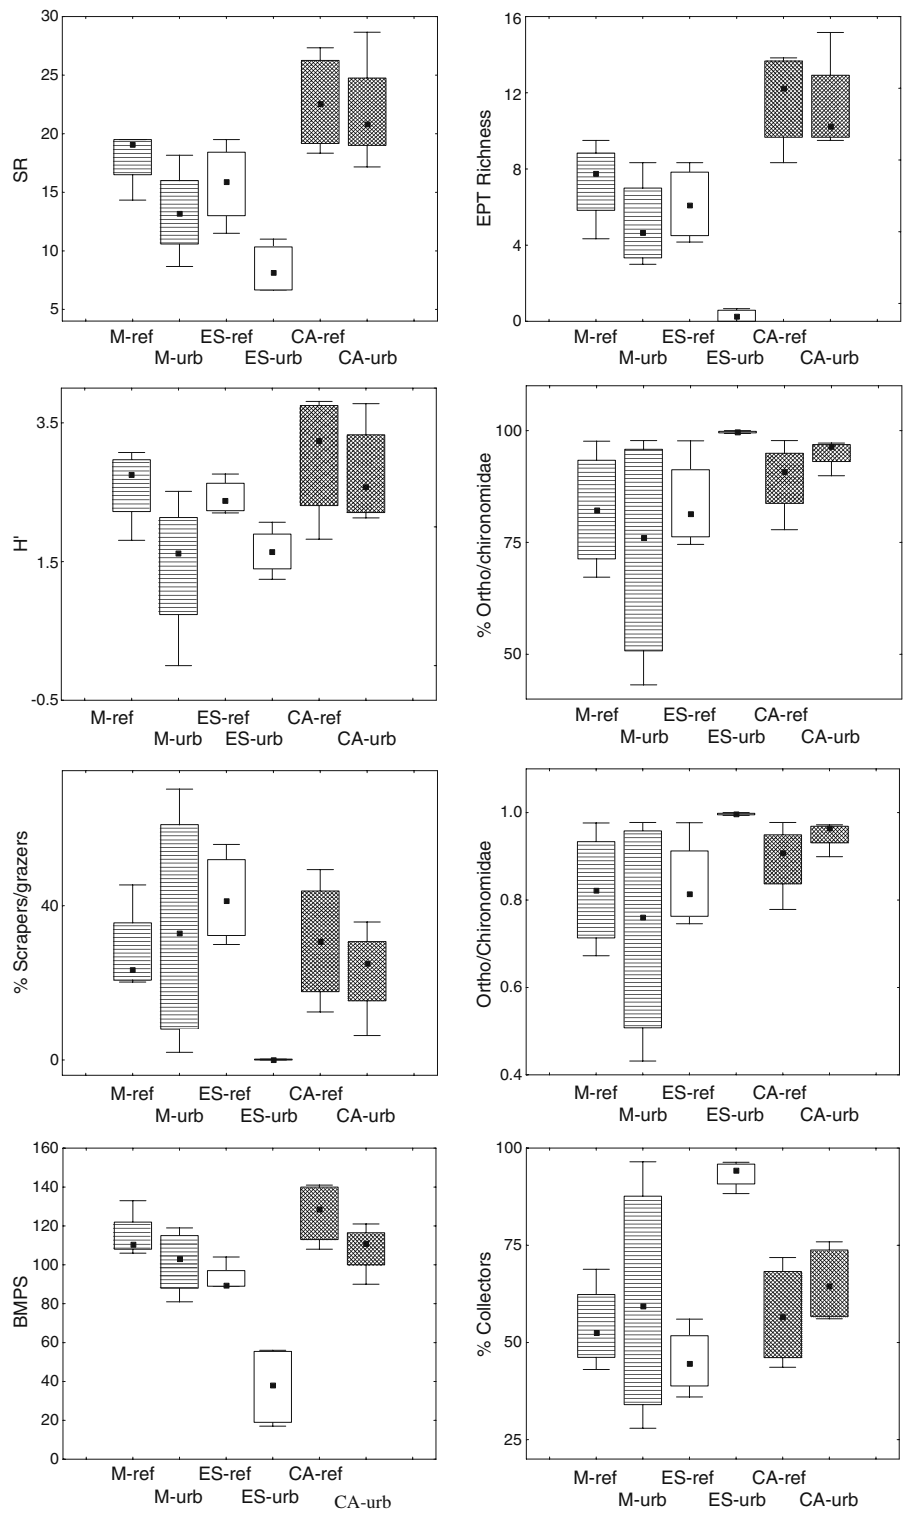 SR
30
25
20
15
10
5
M-ref ES-ref CA-ref
M-urb ES-urb CA-urb
EPT Richness
16
12
8
4
0
M-ref ES-ref CA-ref
M-urb ES-urb CA-urb
H'
3.5
1.5
-0.5
M-ref ES-ref CA-ref
M-urb ES-urb CA-urb
% Ortho/chironomidae
100
75
50
M-ref ES-ref CA-ref
M-urb ES-urb CA-urb
% Scrapers/grazers
40
0
M-ref ES-ref CA-ref
M-urb ES-urb CA-urb
Ortho/Chironomidae
1.0
0.8
0.6
0.4
M-ref ES-ref CA-ref
M-urb ES-urb CA-urb
BMPS
160
140
120
100
80
60
40
20
0
M-ref ES-ref CA-ref
M-urb ES-urb CA-urb
% Collectors
100
75
50
25
M-ref ES-ref CA-ref
M-urb ES-urb CA-urb